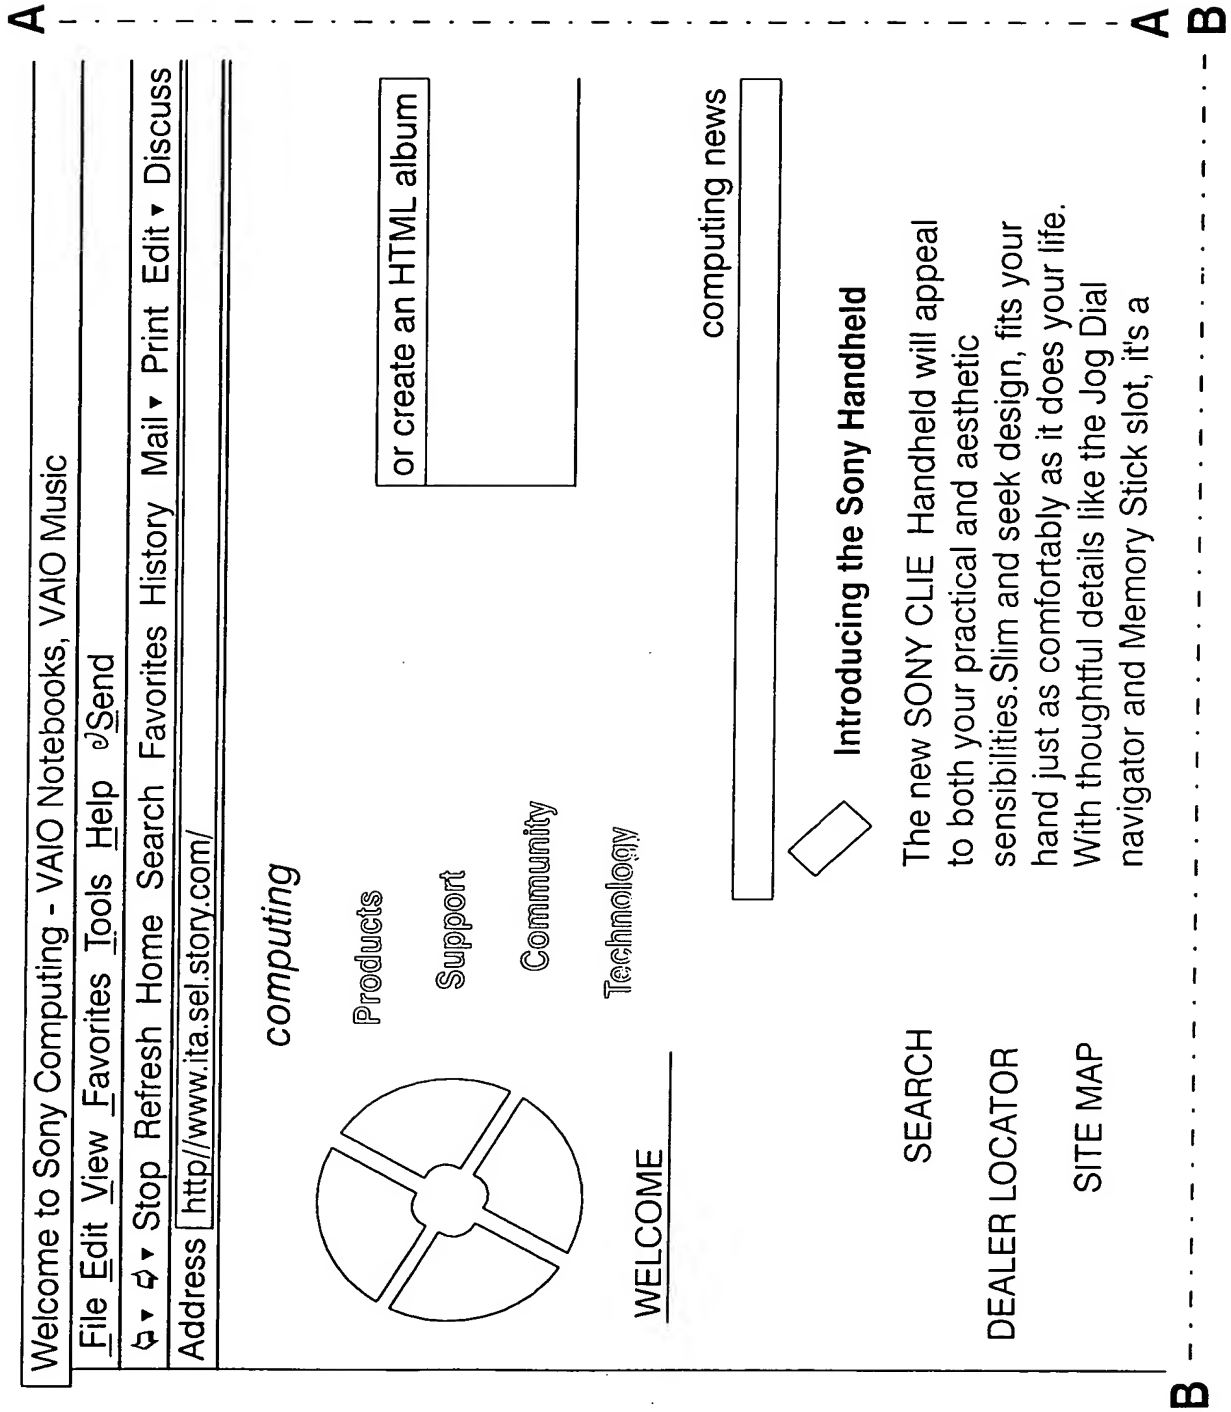 Welcome to Sony Computing - VAIO Notebooks, VAIO Music
File Edit View Favorites Tools Help Send
Stop Refresh Home Search Favorites History Mail Print Edit Discuss
Address http//www.ita.sel.story.com/
computing
Products
Support
Community
Technology
or create an HTML album
WELCOME
computing news
Introducing the Sony Handheld
The new SONY CLIE Handheld will appeal
to both your practical and aesthetic
sensibilities.Slim and seek design, fits your
hand just as comfortably as it does your life.
With thoughtful details like the Jog Dial
navigator and Memory Stick slot, it's a
SEARCH
DEALER LOCATOR
SITE MAP
A
A
B
B